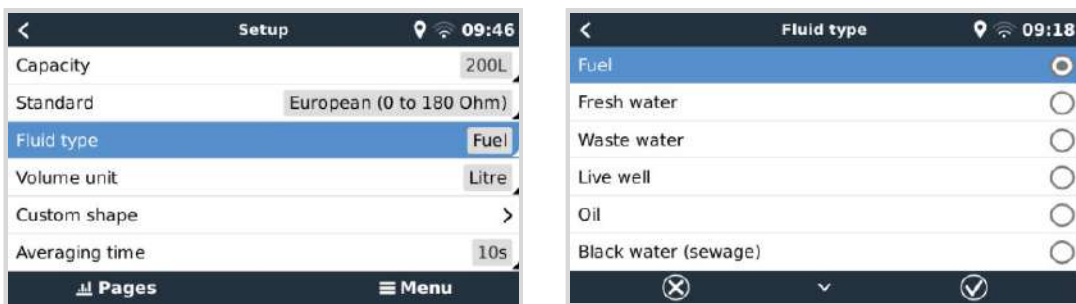 Setup 09:46
Capacity 200L
Standard European (0 to 180 Ohm)
Fluid type Fuel
Volume unit Litre
Custom shape
Averaging time 10s
Pages Menu
Fluid type 09:18
Fuel
Fresh water
Waste water
Live well
Oil
Black water (sewage)